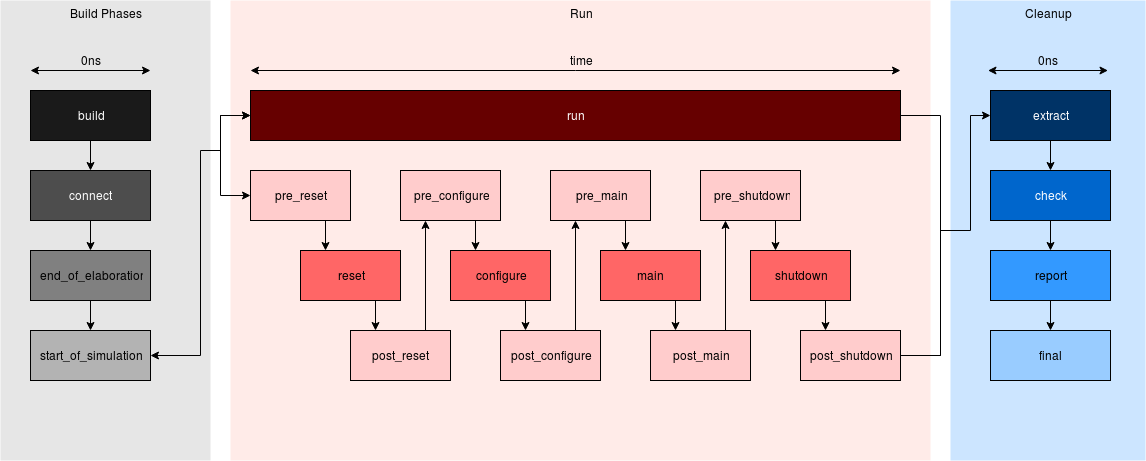 Build Phases
Run
Cleanup
0ns
time
0ns
build
run
extract
connect
pre_reset
pre_configure
pre_main
pre_shutdown
check
end_of_elaboration
reset
configure
main
shutdown
report
start_of_simulation
post_reset
post_configure
post_main
post_shutdown
final